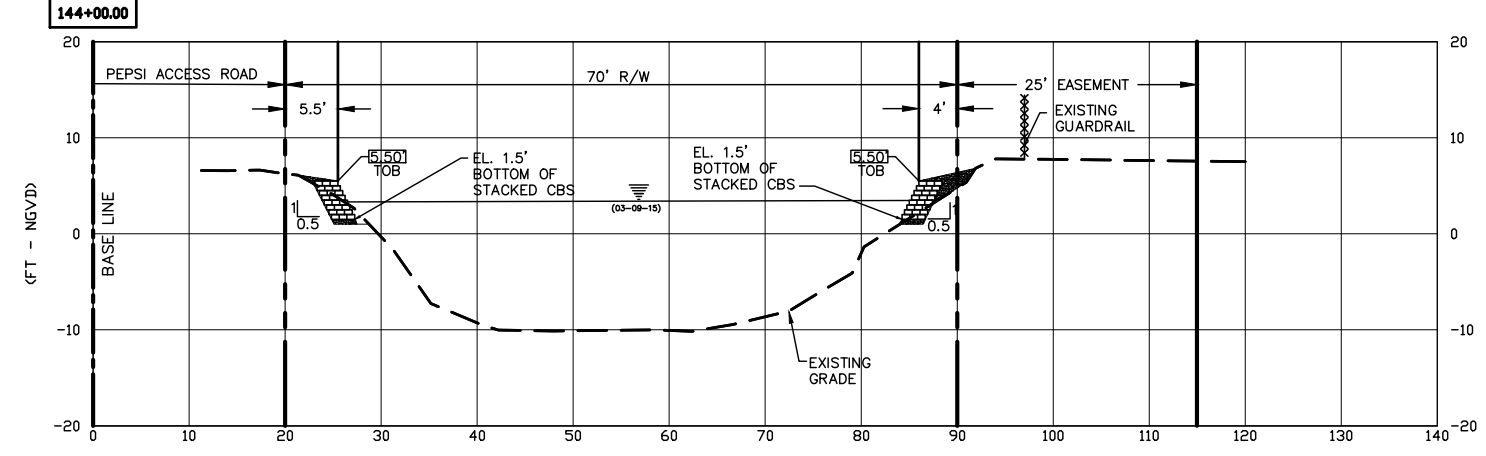 144+00.00
20
20
PEPSI ACCESS ROAD
70' R/W
25' EASEMENT
5.5'
4'
EXISTING
GUARDRAIL
10
10
5.50'
TOB
EL. 1.5'
BOTTOM OF
STACKED CBS
EL. 1.5'
BOTTOM OF
STACKED CBS
5.50'
TOB
(03-09-15)
1
0.5
1
0.5
(FT - NGVD)
BASE LINE
0
0
-10
-10
EXISTING
GRADE
-20
-20
0 10 20 30 40 50 60 70 80 90 100 110 120 130 140